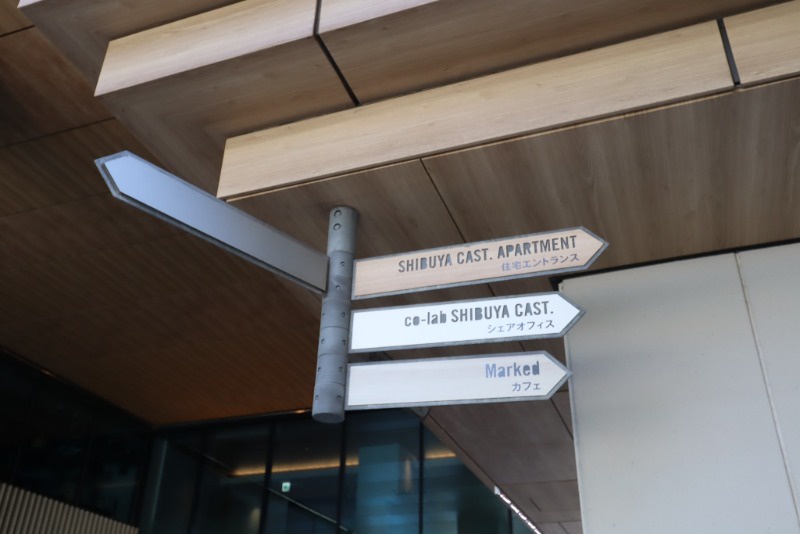 SHIBUYA CAST. APARTMENT
住宅エントランス
co-lab SHIBUYA CAST.
シェアオフィス
Marked
カフェ